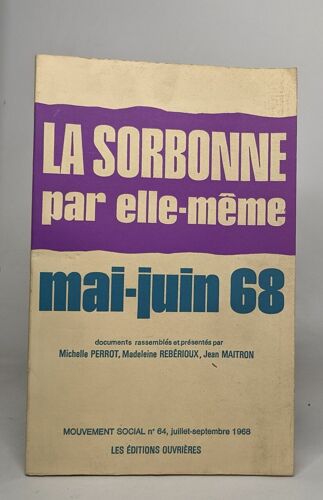 LA SORBONNE
par elle-même
mai-juin 68
documents rassemblés et présentés par
Michelle PERROT, Madeleine REBÉRIOUX, Jean MAITRON
MOUVEMENT SOCIAL n° 64, juillet-septembre 1968
LES ÉDITIONS OUVRIÈRES